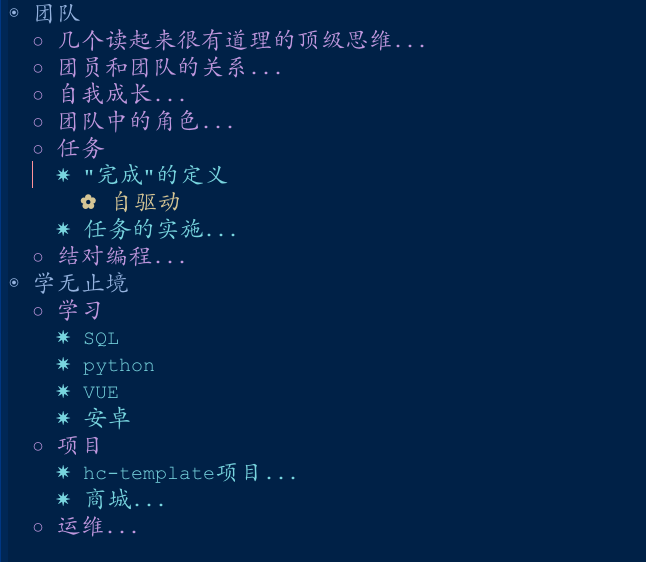 团队
几个读起来很有道理的顶级思维...
团员和团队的关系...
自我成长...
团队中的角色...
任务
"完成"的定义
自驱动
任务的实施...
结对编程...
学无止境
学习
SQL
python
VUE
安卓
项目
hc-template项目...
商城...
运维...